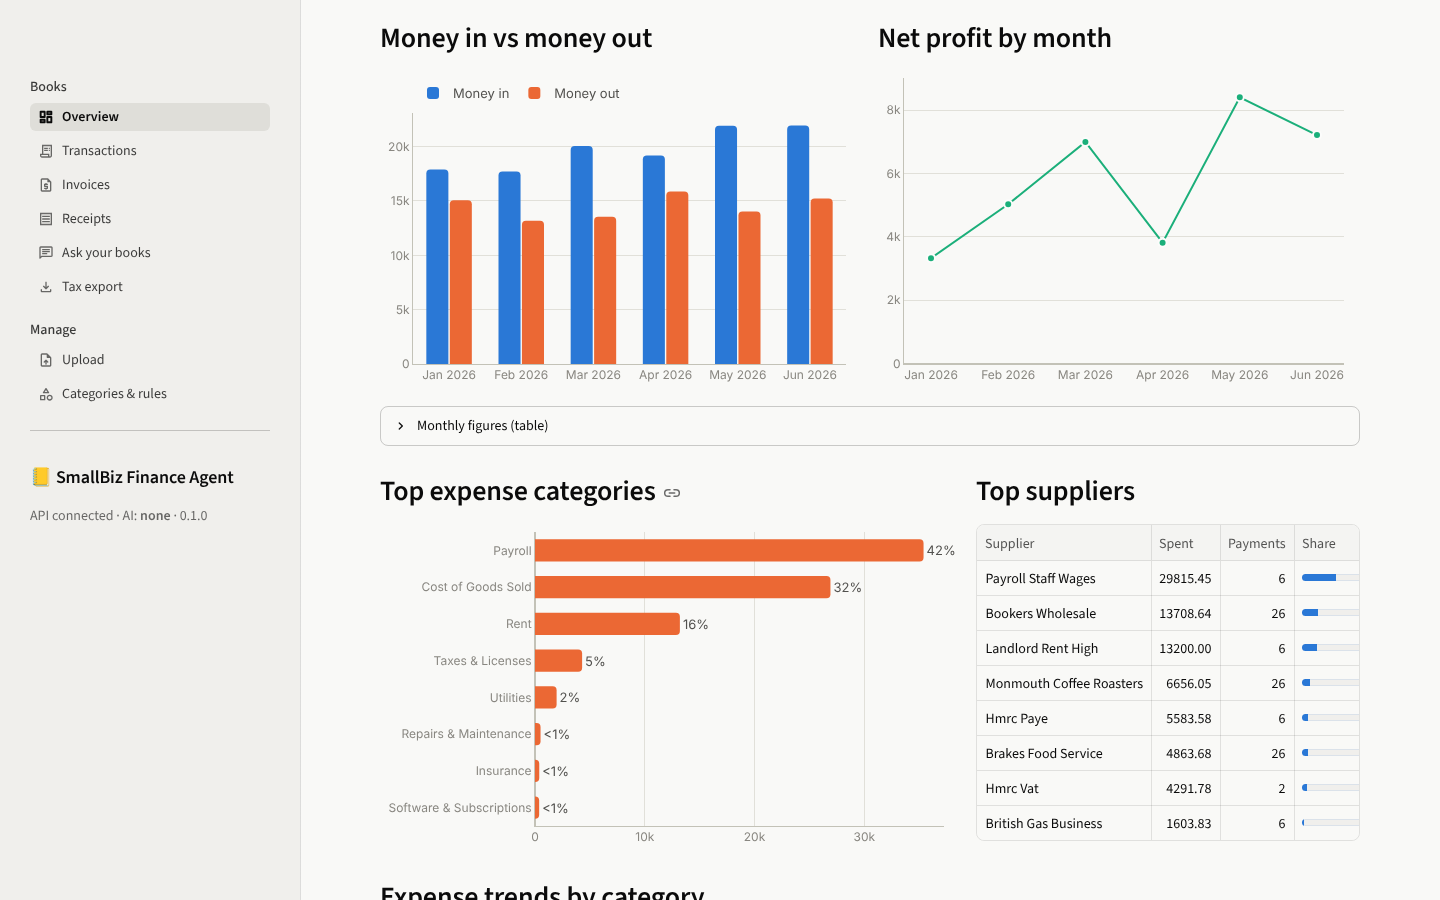 Books
Overview
Transactions
Invoices
Receipts
Ask your books
Tax export
Manage
Upload
Categories & rules
SmallBiz Finance Agent
API connected · AI: none · 0.1.0
Money in vs money out
Money in Money out
20k
15k
10k
5k
0
Jan 2026 Feb 2026 Mar 2026 Apr 2026 May 2026 Jun 2026
Net profit by month
8k
6k
4k
2k
0
Jan 2026 Feb 2026 Mar 2026 Apr 2026 May 2026 Jun 2026
Monthly figures (table)
Top expense categories
Payroll 42%
Cost of Goods Sold 32%
Rent 16%
Taxes & Licenses 5%
Utilities 2%
Repairs & Maintenance <1%
Insurance <1%
Software & Subscriptions <1%
0 10k 20k 30k
Top suppliers
Supplier Spent Payments Share
Payroll Staff Wages 29815.45 6
Bookers Wholesale 13708.64 26
Landlord Rent High 13200.00 6
Monmouth Coffee Roasters 6656.05 26
Hmrc Paye 5583.58 6
Brakes Food Service 4863.68 26
Hmrc Vat 4291.78 2
British Gas Business 1603.83 6
Expense trends by category